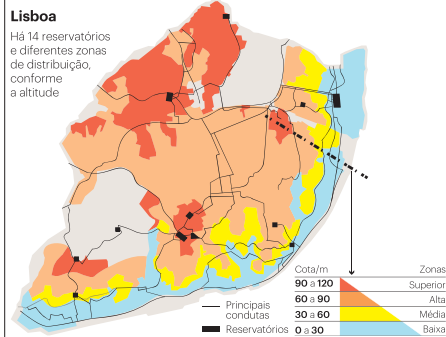 Lisboa
Há 14 reservatórios
e diferentes zonas
de distribuição,
conforme
a altitude
Cota/m Zonas
90 a 120 Superior
60 a 90 Alta
30 a 60 Média
0 a 30 Baixa
Principais
condutas
Reservatórios